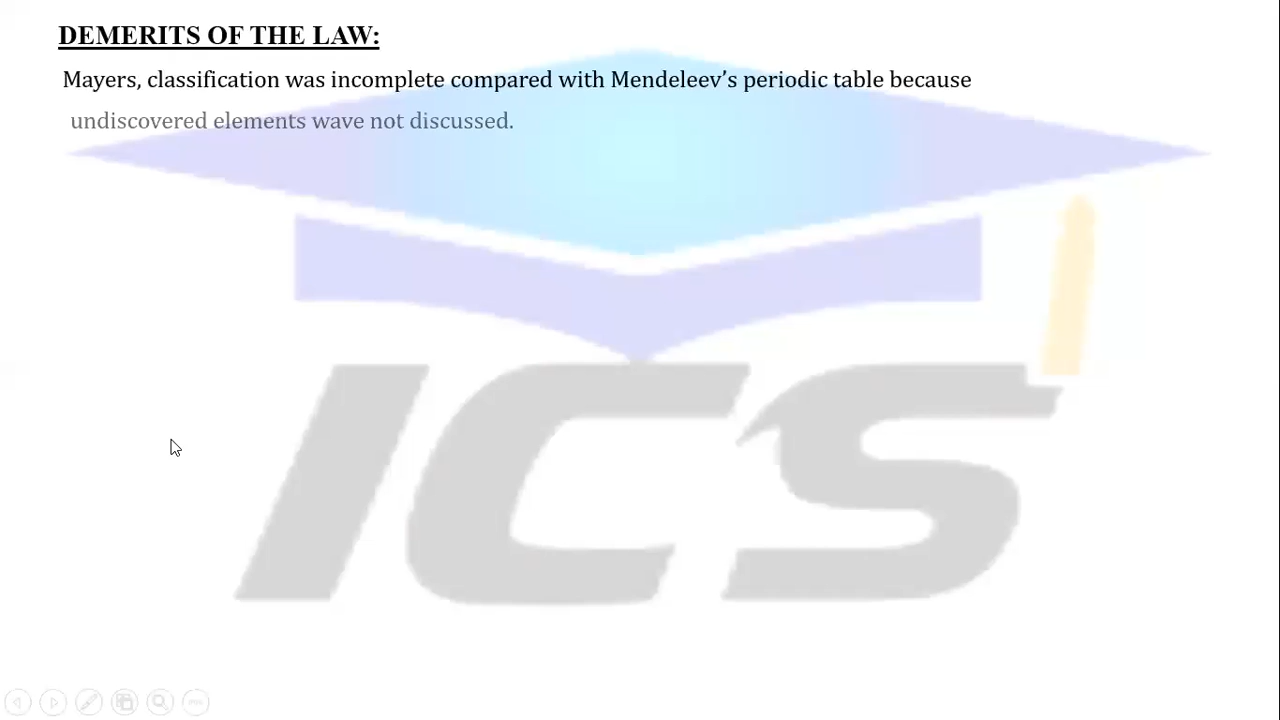 DEMERITS OF THE LAW:
Mayers, classification was incomplete compared with Mendeleev’s periodic table because
undiscovered elements wave not discussed.
ICS